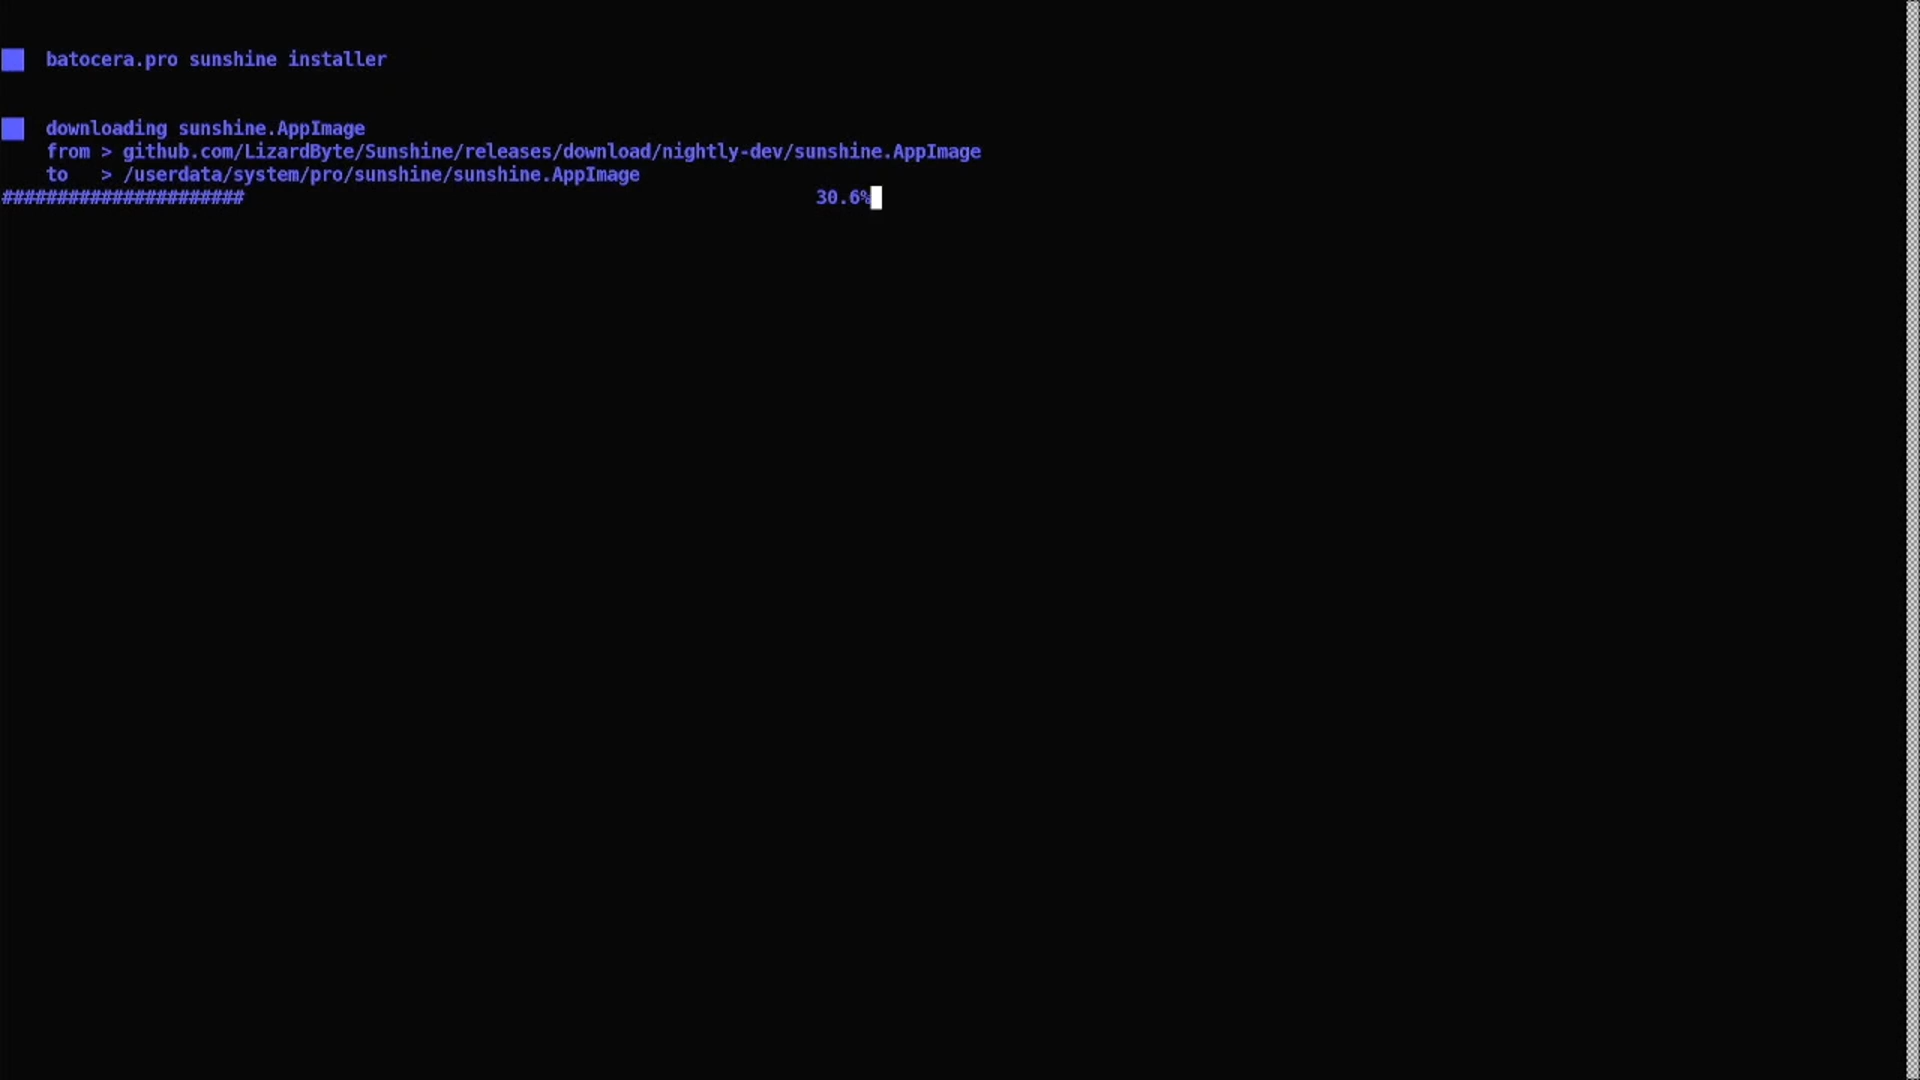 batocera.pro sunshine installer
downloading sunshine.AppImage
from > github.com/LizardByte/Sunshine/releases/download/nightly-dev/sunshine.AppImage
to > /userdata/system/pro/sunshine/sunshine.AppImage
###################### 30.6%